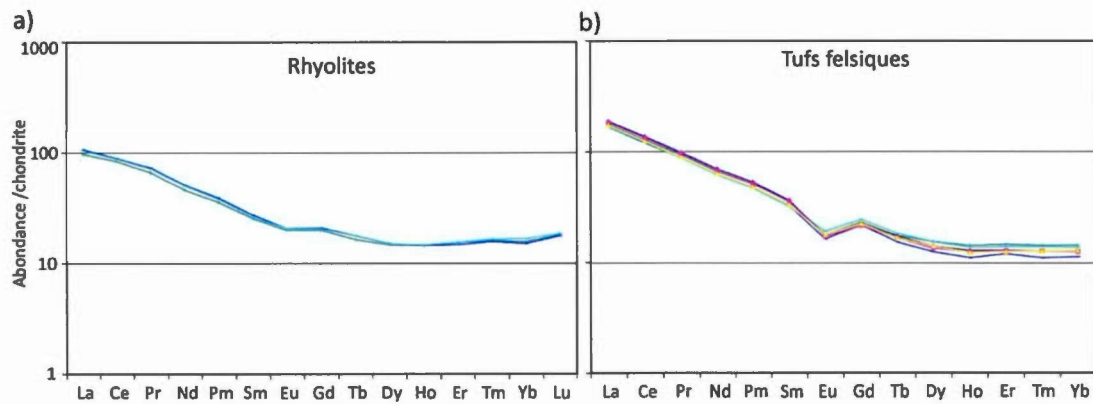 a)
Rhyolites
Abondance /chondrite
1000
100
10
1
La Ce Pr Nd Pm Sm Eu Gd Tb Dy Ho Er Tm Yb Lu
b)
Tufs felsiques
La Ce Pr Nd Pm Sm Eu Gd Tb Dy Ho Er Tm Yb